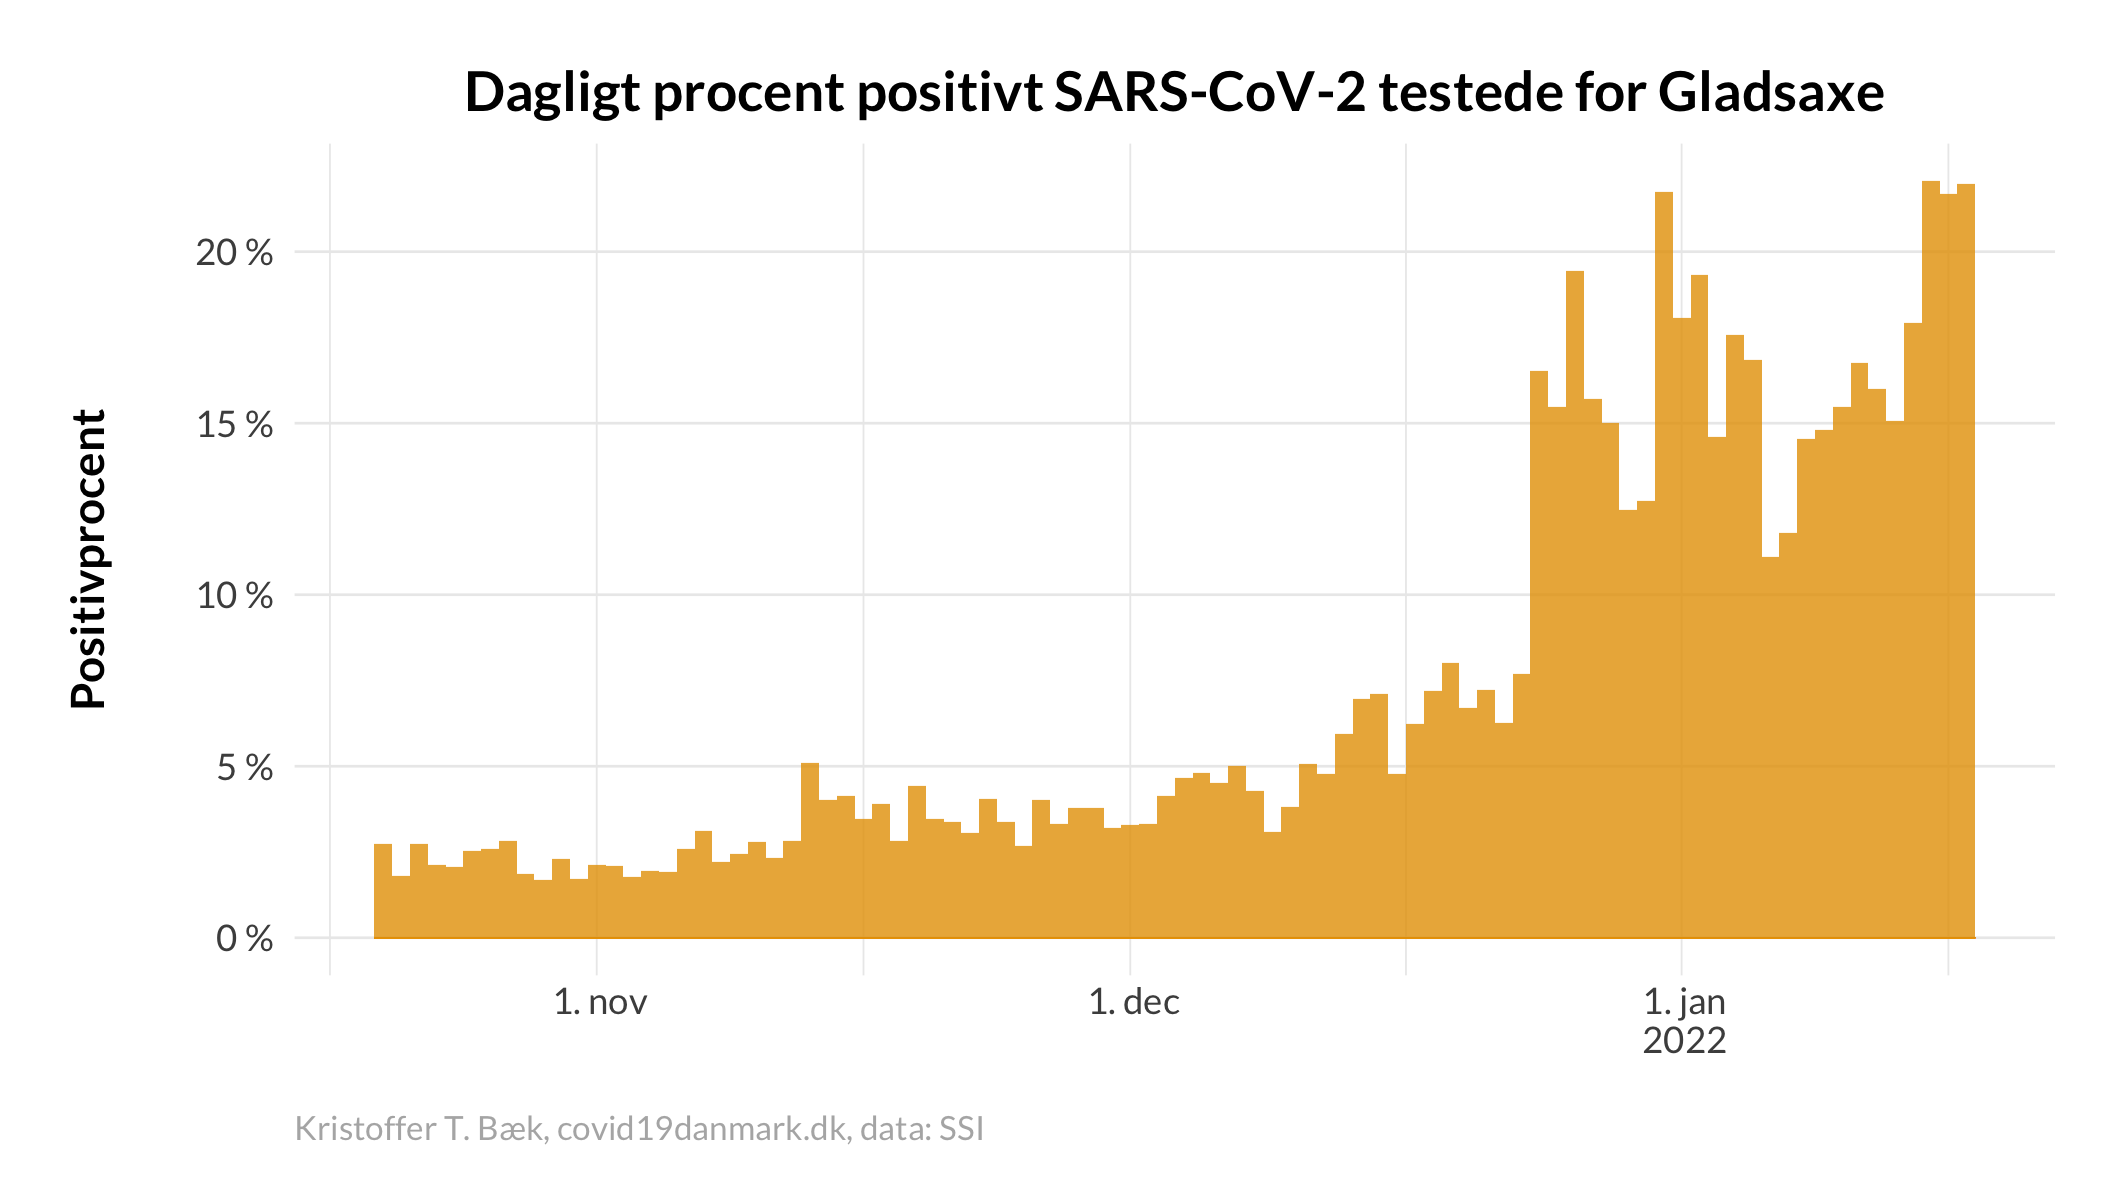 Dagligt procent positivt SARS-CoV-2 testede for Gladsaxe
Positivprocent
20 %
15 %
10 %
5 %
0 %
1. nov
1. dec
1. jan
2022
Kristoffer T. Bæk, covid19danmark.dk, data: SSI